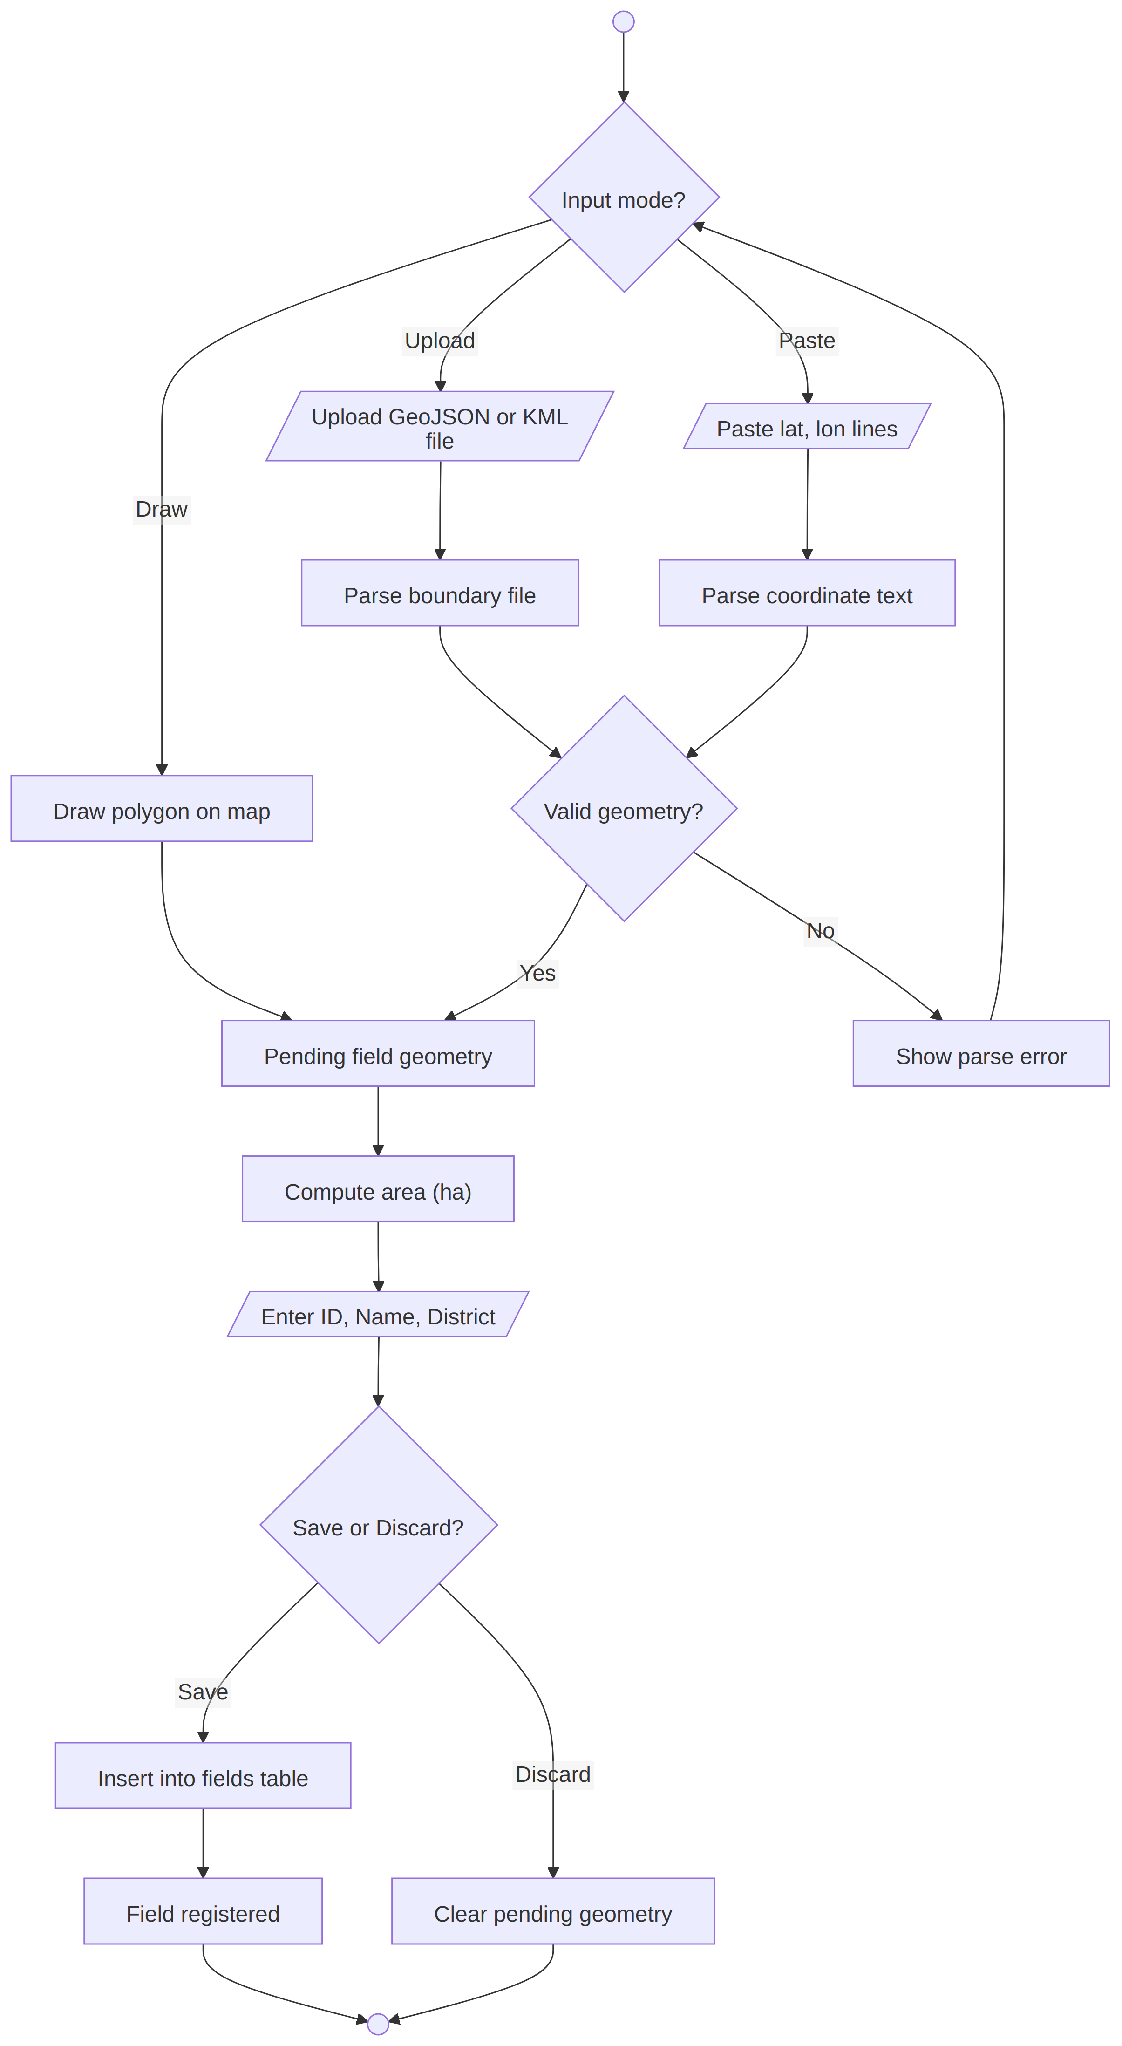 Input mode?
Upload
Paste
Upload GeoJSON or KML
file
Paste lat, lon lines
Draw
Parse boundary file
Parse coordinate text
Draw polygon on map
Valid geometry?
No
Yes
Pending field geometry
Show parse error
Compute area (ha)
Enter ID, Name, District
Save or Discard?
Save
Insert into fields table
Discard
Field registered
Clear pending geometry